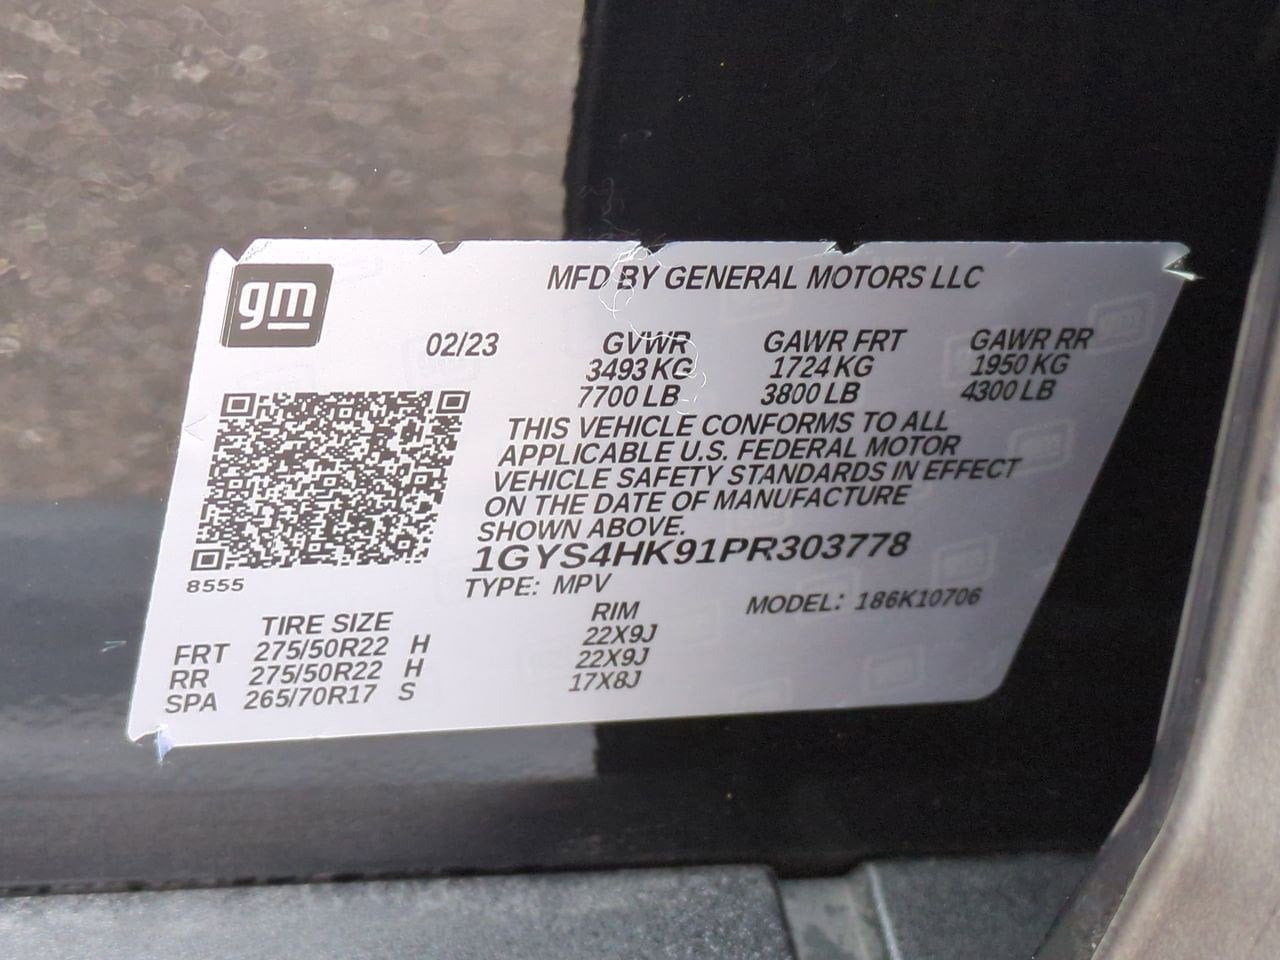 gm
MFD BY GENERAL MOTORS LLC
02/23 GVWR GAWR FRT GAWR RR
3493 KG 1724 KG 1950 KG
7700 LB 3800 LB 4300 LB
THIS VEHICLE CONFORMS TO ALL
APPLICABLE U.S. FEDERAL MOTOR
VEHICLE SAFETY STANDARDS IN EFFECT
ON THE DATE OF MANUFACTURE
SHOWN ABOVE.
1GYS4HK91PR303778
8555
TYPE: MPV MODEL: 186K10706
TIRE SIZE RIM
FRT 275/50R22 H 22X9J
RR 275/50R22 H 22X9J
SPA 265/70R17 S 17X8J